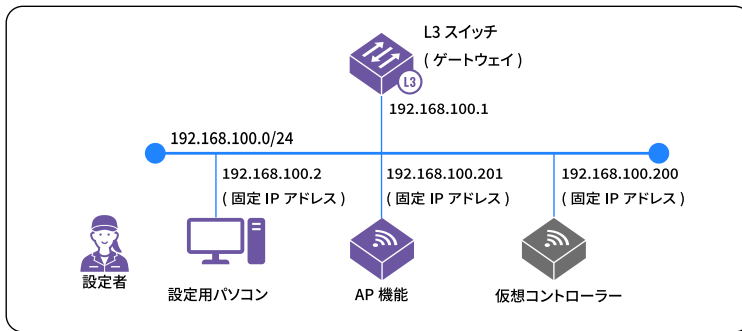 L3 スイッチ
( ゲートウェイ )
L3
192.168.100.1
192.168.100.0/24
192.168.100.2
( 固定 IP アドレス )
192.168.100.201
( 固定 IP アドレス )
192.168.100.200
( 固定 IP アドレス )
設定者
設定用パソコン
AP 機能
仮想コントローラー